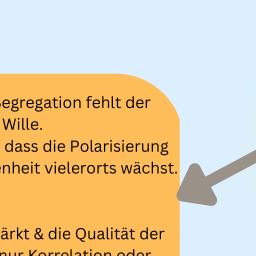 Segregation fehlt der
Wille.
dass die Polarisierung
enheit vielerorts wächst.
ärkt & die Qualität der
nur Korrelation oder